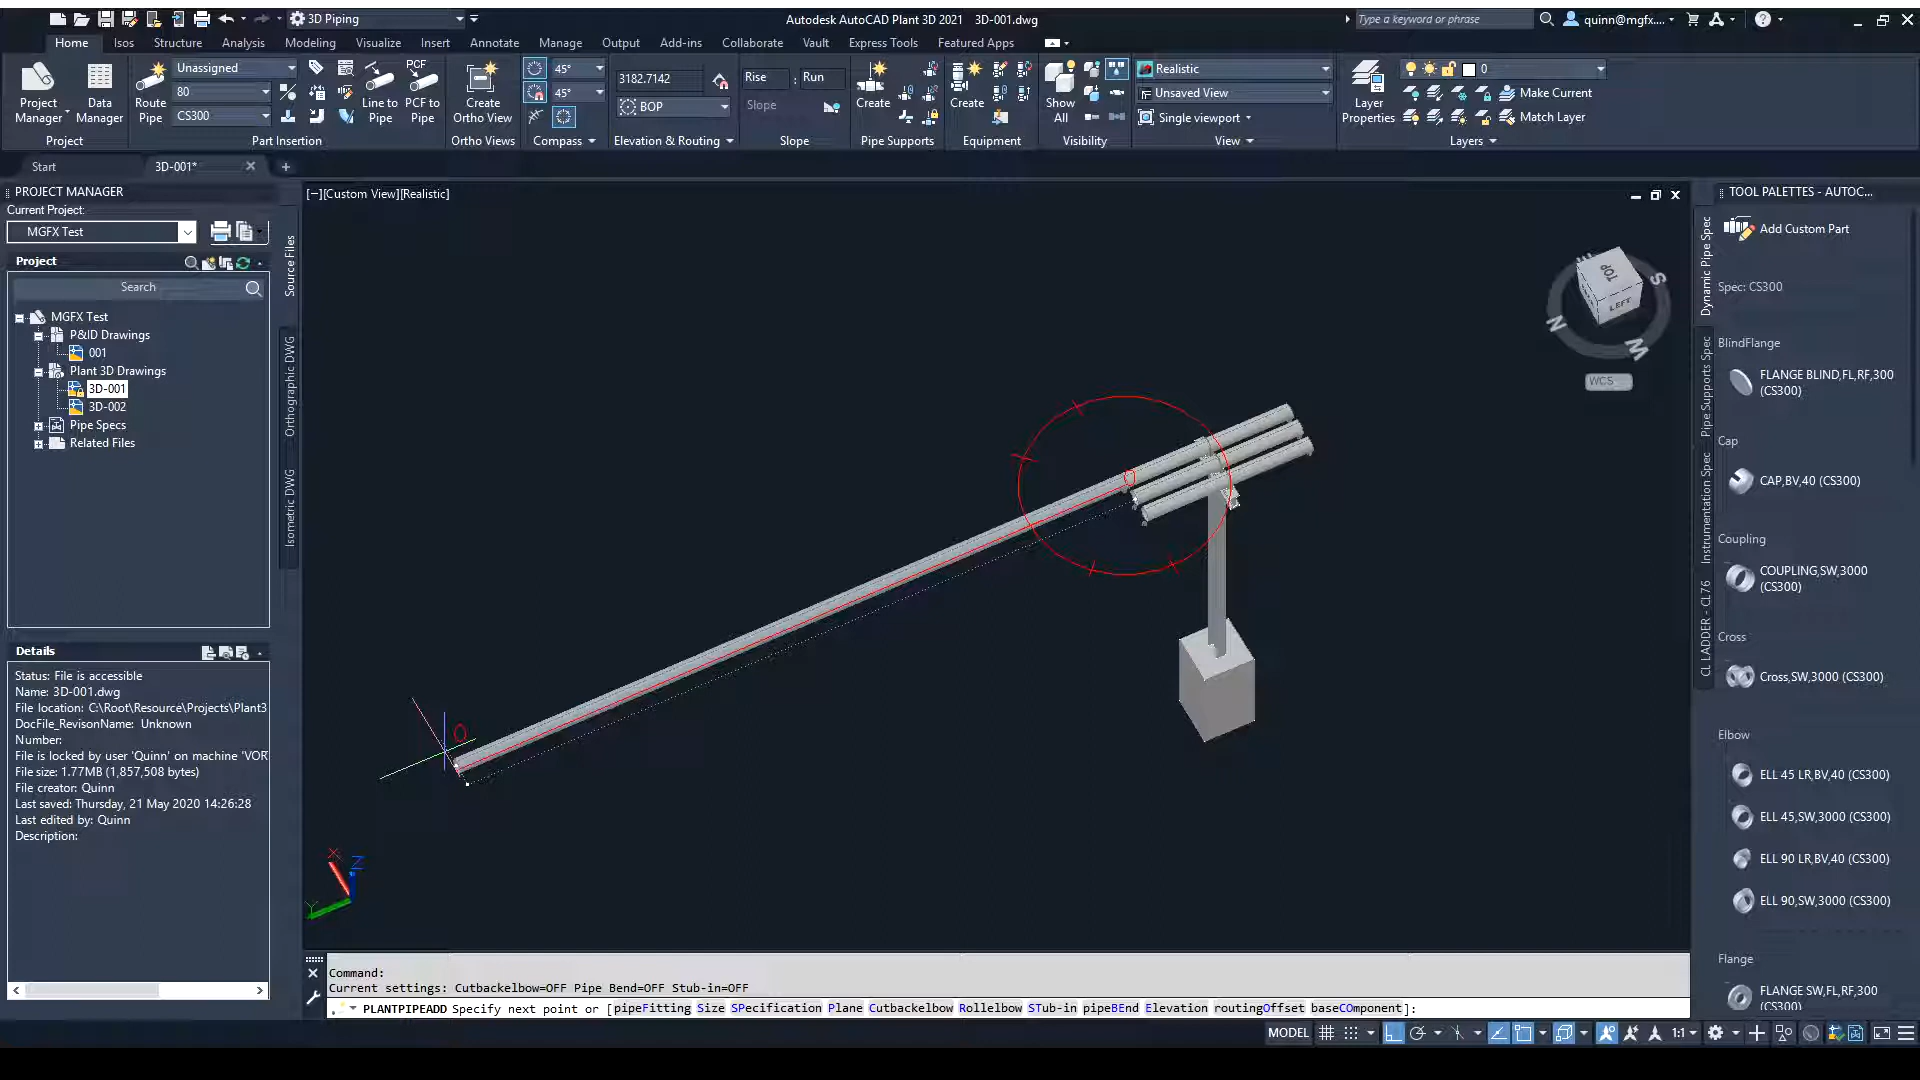 3D Piping
Autodesk AutoCAD Plant 3D 2021 3D-001.dwg
Type a keyword or phrase
quinn@mgfx....
Home Isos Structure Analysis Modeling Visualize Insert Annotate Manage Output Add-ins Collaborate Vault Express Tools Featured Apps
Project Manager
Data Manager
Project
Route Pipe
Unassigned
80
CS300
Line to Pipe
PCF
PCF to Pipe
Part Insertion
Create Ortho View
Ortho Views
45°
45°
Compass
3182.7142
BOP
Elevation & Routing
Rise : Run
Slope
Slope
Create
Pipe Supports
Create
Equipment
Show All
Visibility
Realistic
Unsaved View
Single viewport
View
Layer Properties
0
Make Current
Match Layer
Layers
Start
3D-001*
PROJECT MANAGER
Current Project:
MGFX Test
Project
Search
MGFX Test
P&ID Drawings
001
Plant 3D Drawings
3D-001
3D-002
Pipe Specs
Related Files
Source Files
Orthographic DWG
Isometric DWG
Details
Status: File is accessible
Name: 3D-001.dwg
File location: C:\Root\Resource\Projects\Plant3
DocFile_RevisonName: Unknown
Number:
File is locked by user 'Quinn' on machine 'VOR
File size: 1.77MB (1,857,508 bytes)
File creator: Quinn
Last saved: Thursday, 21 May 2020 14:26:28
Last edited by: Quinn
Description:
[−][Custom View][Realistic]
TOP
LEFT
E
S
N
W
WCS
0
0
X
Z
Y
TOOL PALETTES - AUTOC...
Dynamic Pipe Spec
Pipe Supports Spec
Instrumentation Spec
CL LADDER - CL76
Add Custom Part
Spec: CS300
BlindFlange
FLANGE BLIND,FL,RF,300
(CS300)
Cap
CAP,BV,40 (CS300)
Coupling
COUPLING,SW,3000
(CS300)
Cross
Cross,SW,3000 (CS300)
Elbow
ELL 45 LR,BV,40 (CS300)
ELL 45,SW,3000 (CS300)
ELL 90 LR,BV,40 (CS300)
ELL 90,SW,3000 (CS300)
Flange
FLANGE SW,FL,RF,300
(CS300)
Command:
Current settings: Cutbackelbow=OFF Pipe Bend=OFF Stub-in=OFF
PLANTPIPEADD Specify next point or [pipeFitting Size SPecification Plane Cutbackelbow Rollelbow STub-in pipeBEnd Elevation routingOffset baseCOmponent]:
MODEL
1:1